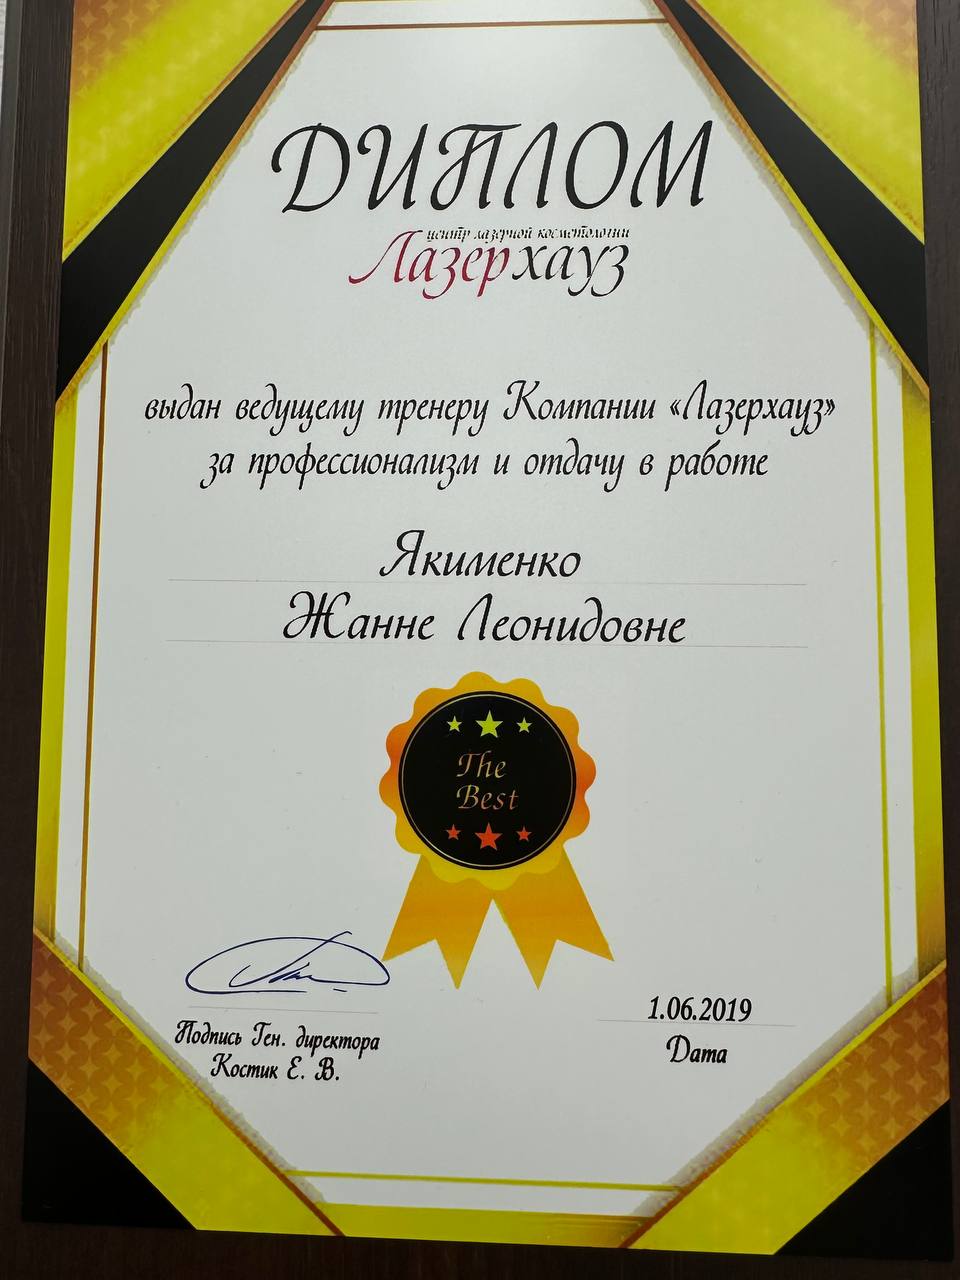 ДИПЛОМ
центр лазерной косметологии
Лазерхауз
выдан ведущему тренеру Компании «Лазерхауз»
за профессионализм и отдачу в работе
Якименко
Жанне Леонидовне
The
Best
1.06.2019
Подпись Ген. директора
Костик Е. В.
Дата